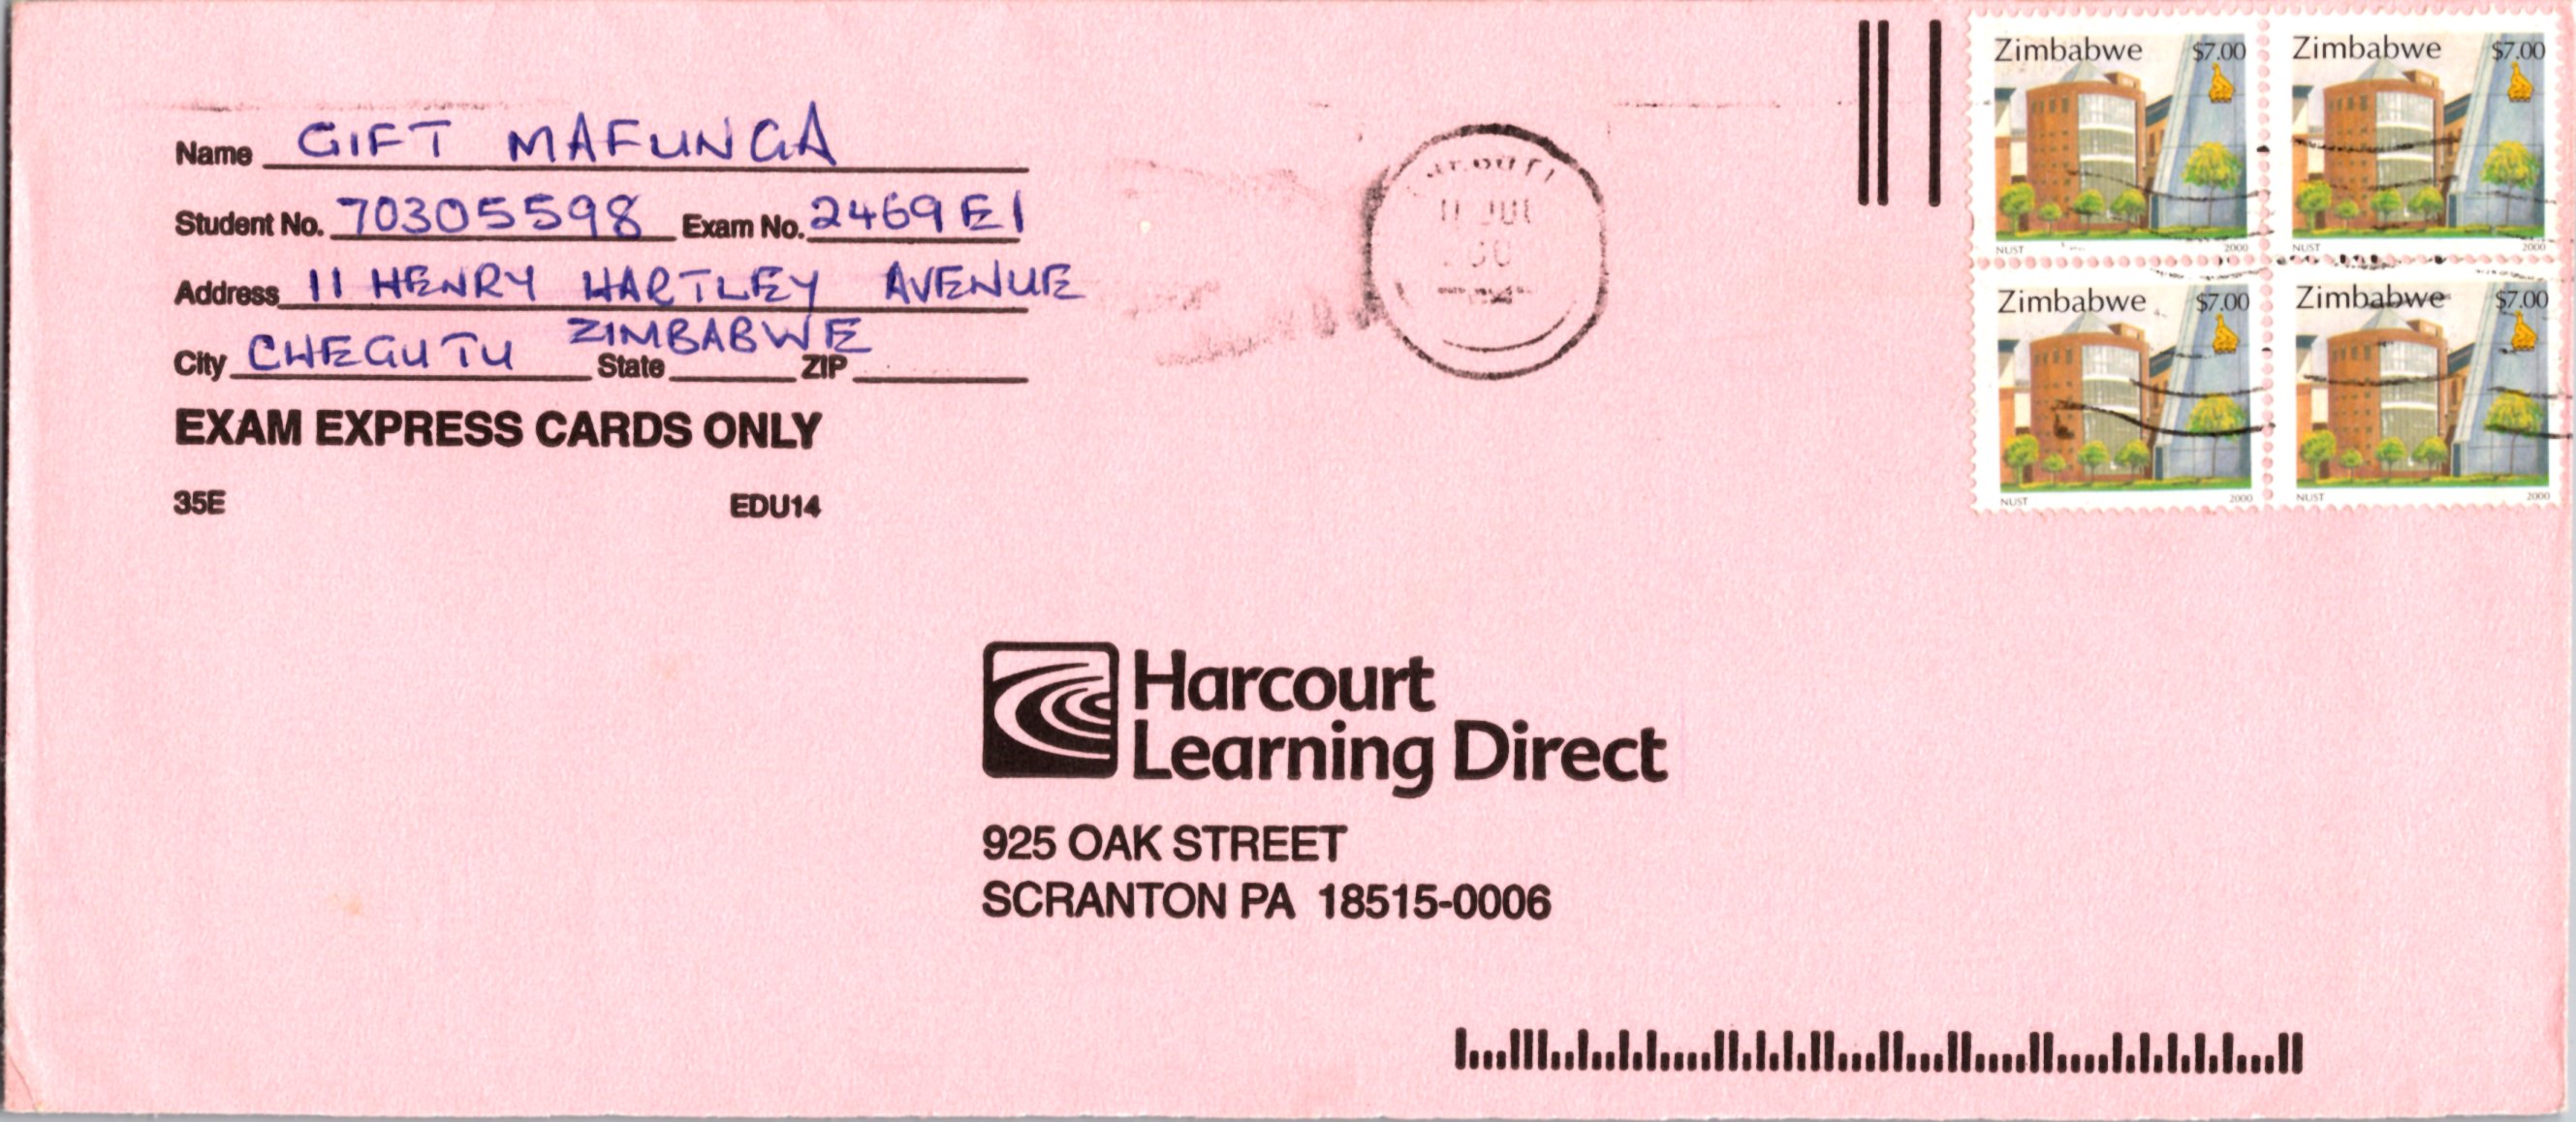 Name GIFT MAFUNGA
Student No. 70305598 Exam No. 2469E1
Address 11 HENRY HARTLEY AVENUE
ZIMBABWE
City CHEGUTU State ZIP
EXAM EXPRESS CARDS ONLY
35E EDU14
Zimbabwe $7.00
NUST 2000
Zimbabwe $7.00
NUST 2000
Zimbabwe $7.00
NUST 2000
Zimbabwe $7.00
NUST 2000
Harcourt
Learning Direct
925 OAK STREET
SCRANTON PA 18515-0006